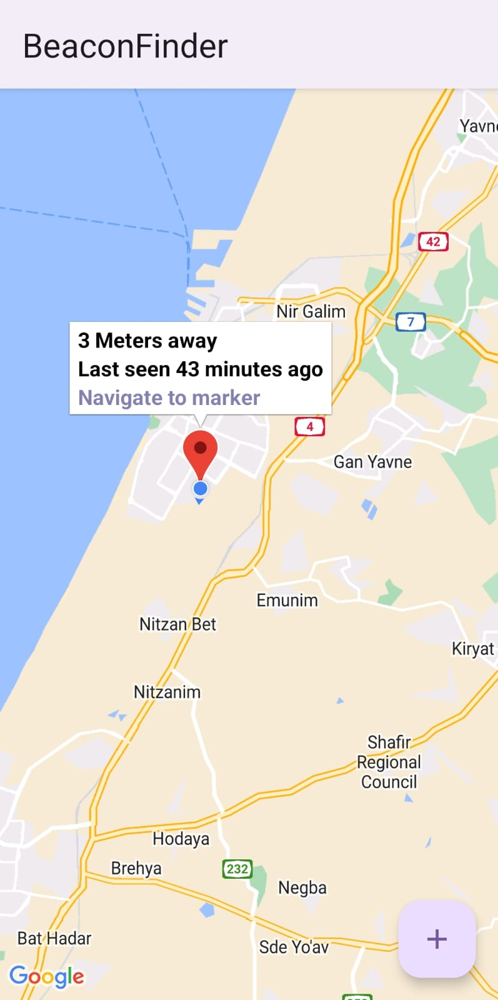 BeaconFinder
Yavne
42
Nir Galim
7
3 Meters away
Last seen 43 minutes ago
Navigate to marker
4
Gan Yavne
Emunim
Nitzan Bet
Kiryat
Nitzanim
Shafir
Regional
Council
Hodaya
Brehya
232
Negba
Bat Hadar
Sde Yo'av
+
Google